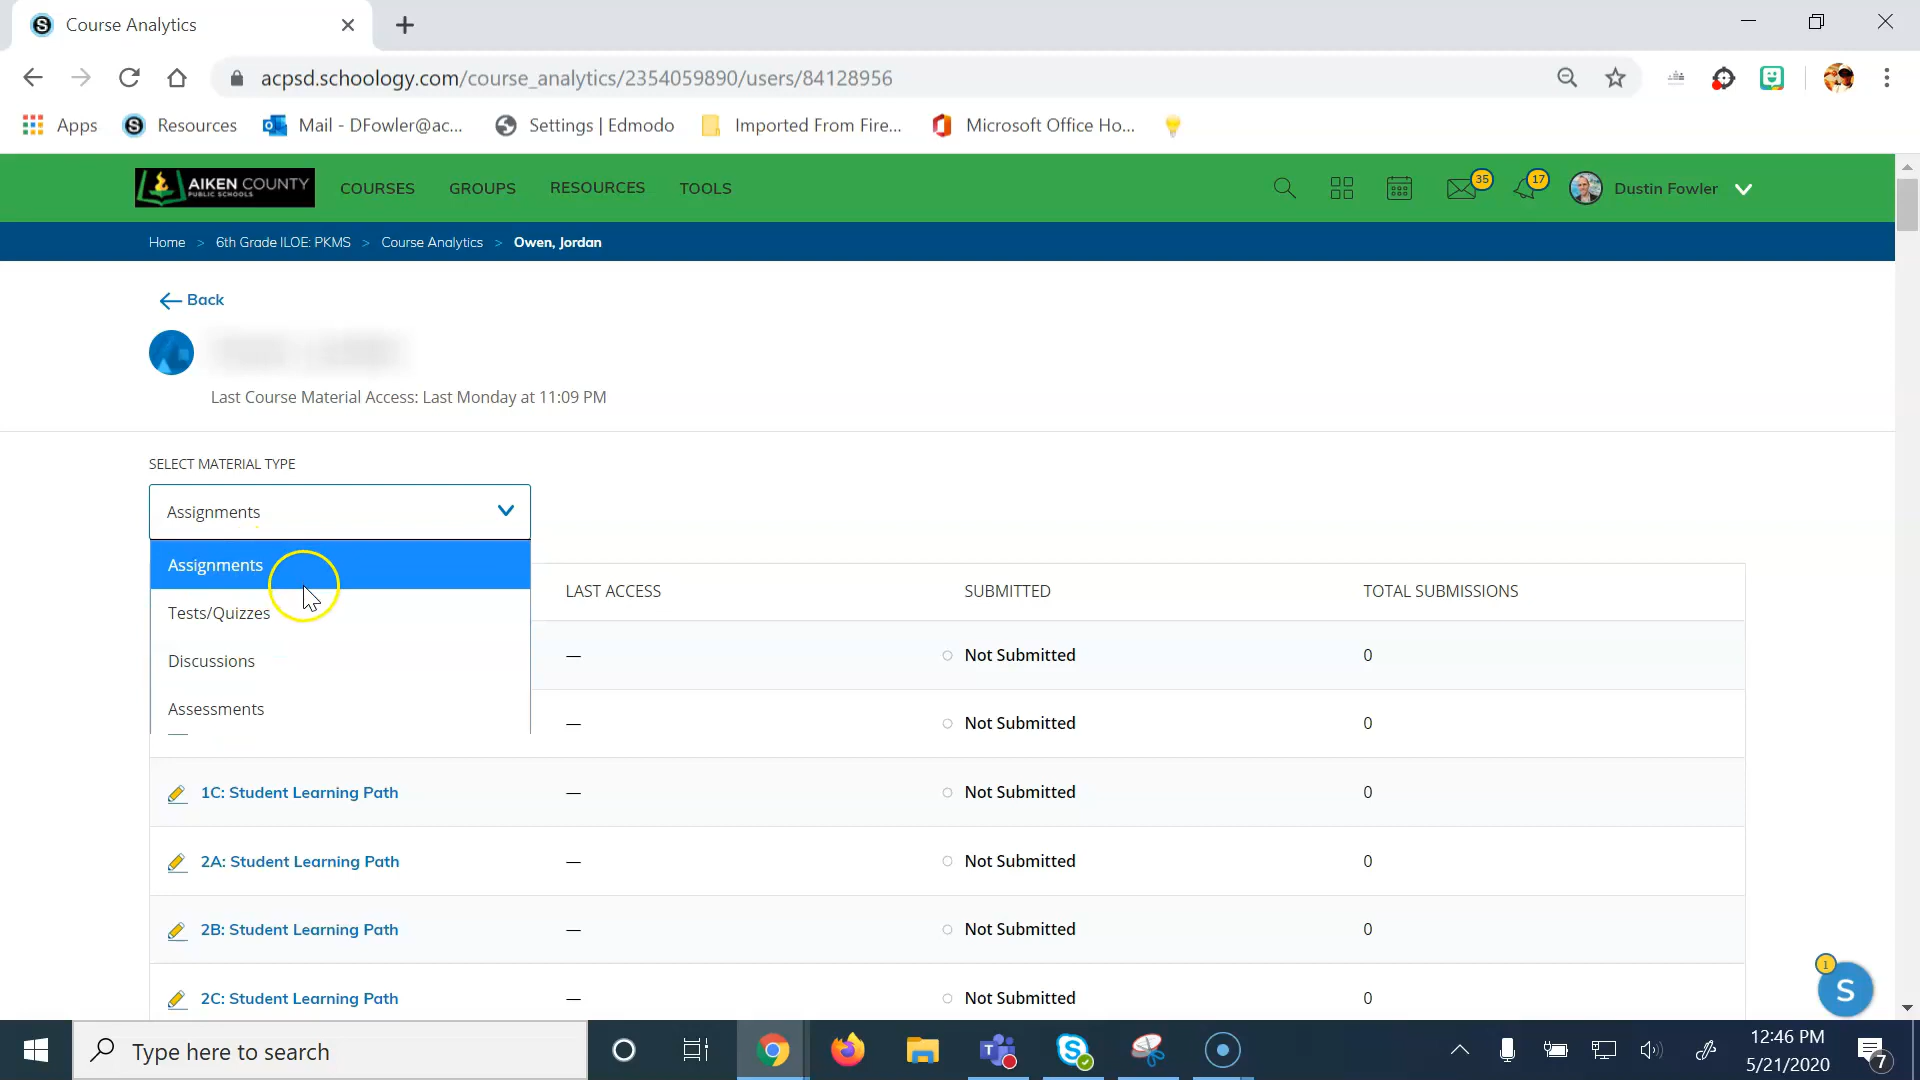 Course Analytics
acpsd.schoology.com/course_analytics/2354059890/users/84128956
Apps
Resources
Mail - DFowler@ac...
Settings | Edmodo
Imported From Fire...
Microsoft Office Ho...
AIKEN COUNTY
PUBLIC SCHOOLS
COURSES
GROUPS
RESOURCES
TOOLS
35
17
Dustin Fowler
Home > 6th Grade ILOE: PKMS > Course Analytics > Owen, Jordan
Back
Last Course Material Access: Last Monday at 11:09 PM
SELECT MATERIAL TYPE
Assignments
Assignments
Tests/Quizzes
Discussions
Assessments
LAST ACCESS SUBMITTED TOTAL SUBMISSIONS
— Not Submitted 0
— Not Submitted 0
1C: Student Learning Path — Not Submitted 0
2A: Student Learning Path — Not Submitted 0
2B: Student Learning Path — Not Submitted 0
2C: Student Learning Path — Not Submitted 0
1
S
Type here to search
12:46 PM
5/21/2020
7